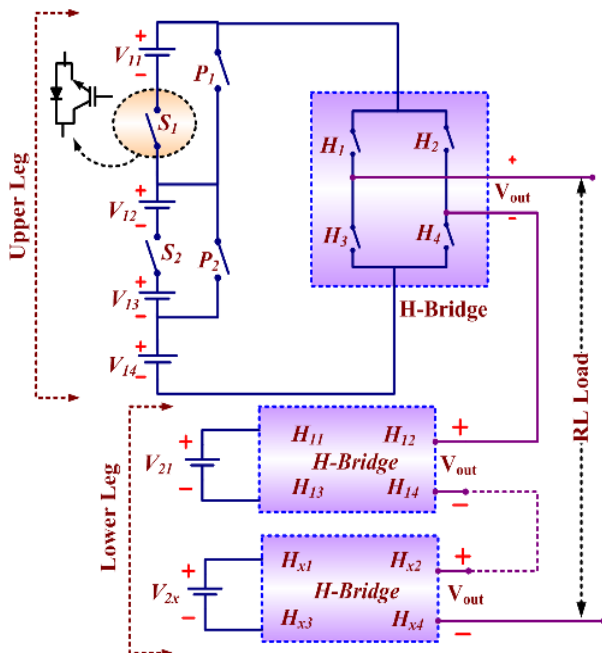 Upper Leg
+
V11
−
P1
S1
+
V12
−
S2
P2
+
V13
−
+
V14
−
H1
H2
+
Vout
−
H3
H4
H-Bridge
RL Load
Lower Leg
+
V21
−
H11 H12
H-Bridge
H13 H14
+
Vout
−
+
V2x
−
Hx1 Hx2
H-Bridge
Hx3 Hx4
+
Vout
−